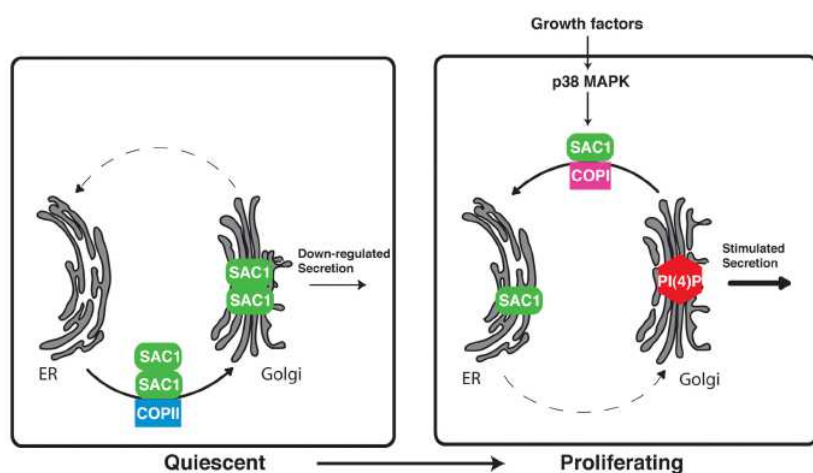 Growth factors
p38 MAPK
SAC1
COPI
SAC1
SAC1
Down-regulated
Secretion
Stimulated
Secretion
PI(4)P
SAC1
SAC1
SAC1
COPII
ER
Golgi
ER
Golgi
Quiescent
Proliferating